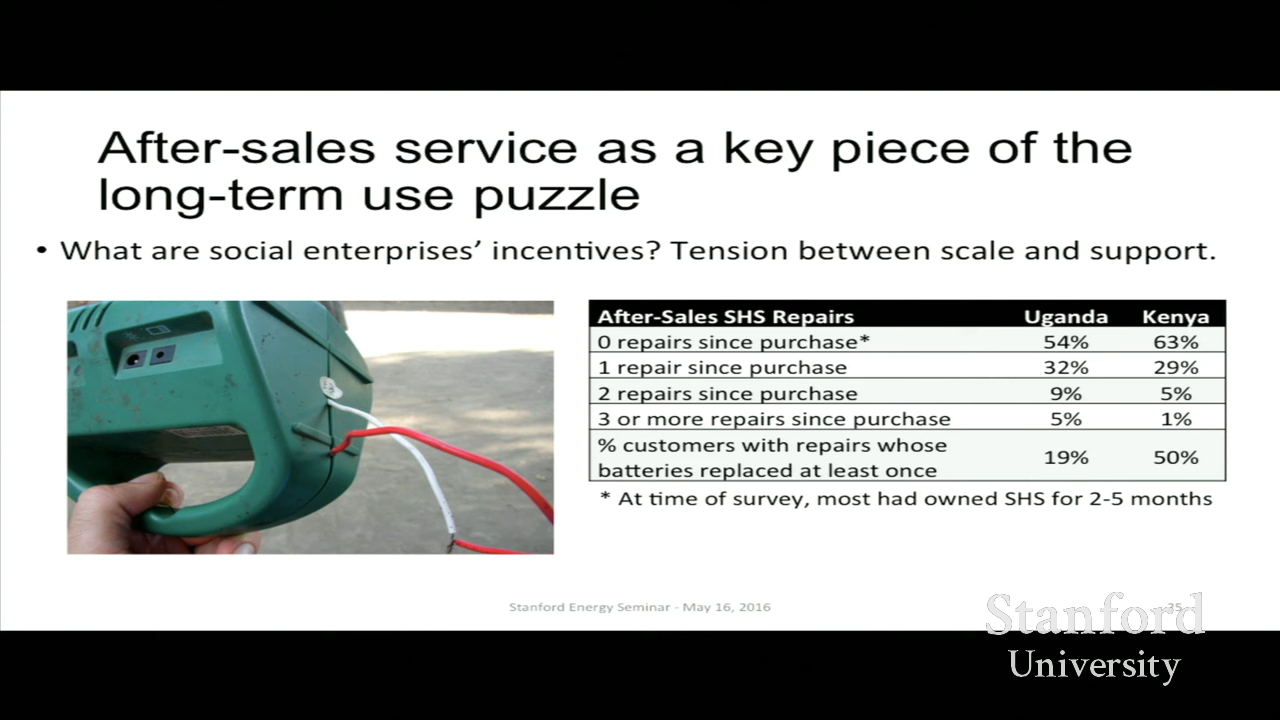 After-sales service as a key piece of the
long-term use puzzle
• What are social enterprises’ incentives? Tension between scale and support.
After-Sales SHS Repairs Uganda Kenya
0 repairs since purchase* 54% 63%
1 repair since purchase 32% 29%
2 repairs since purchase 9% 5%
3 or more repairs since purchase 5% 1%
% customers with repairs whose
batteries replaced at least once 19% 50%
* At time of survey, most had owned SHS for 2-5 months
Stanford Energy Seminar - May 16, 2016
35
Stanford
University